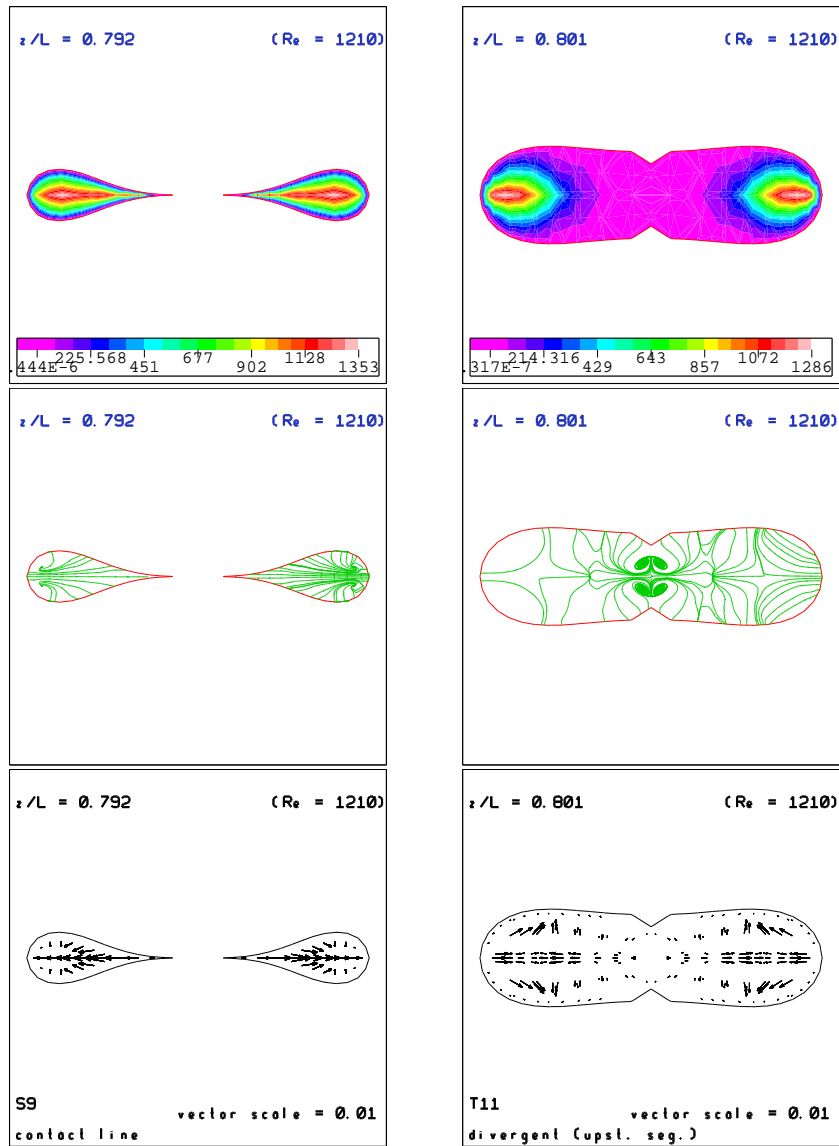 z/L = 0.792 (Re = 1210)
z/L = 0.801 (Re = 1210)
.444E-6 225.568 451 677 902 1128 1353
.317E-7 214.316 429 643 857 1072 1286
z/L = 0.792 (Re = 1210)
z/L = 0.801 (Re = 1210)
z/L = 0.792 (Re = 1210)
z/L = 0.801 (Re = 1210)
S9
vector scale = 0.01
contact line
T11
vector scale = 0.01
divergent (upst. seg.)